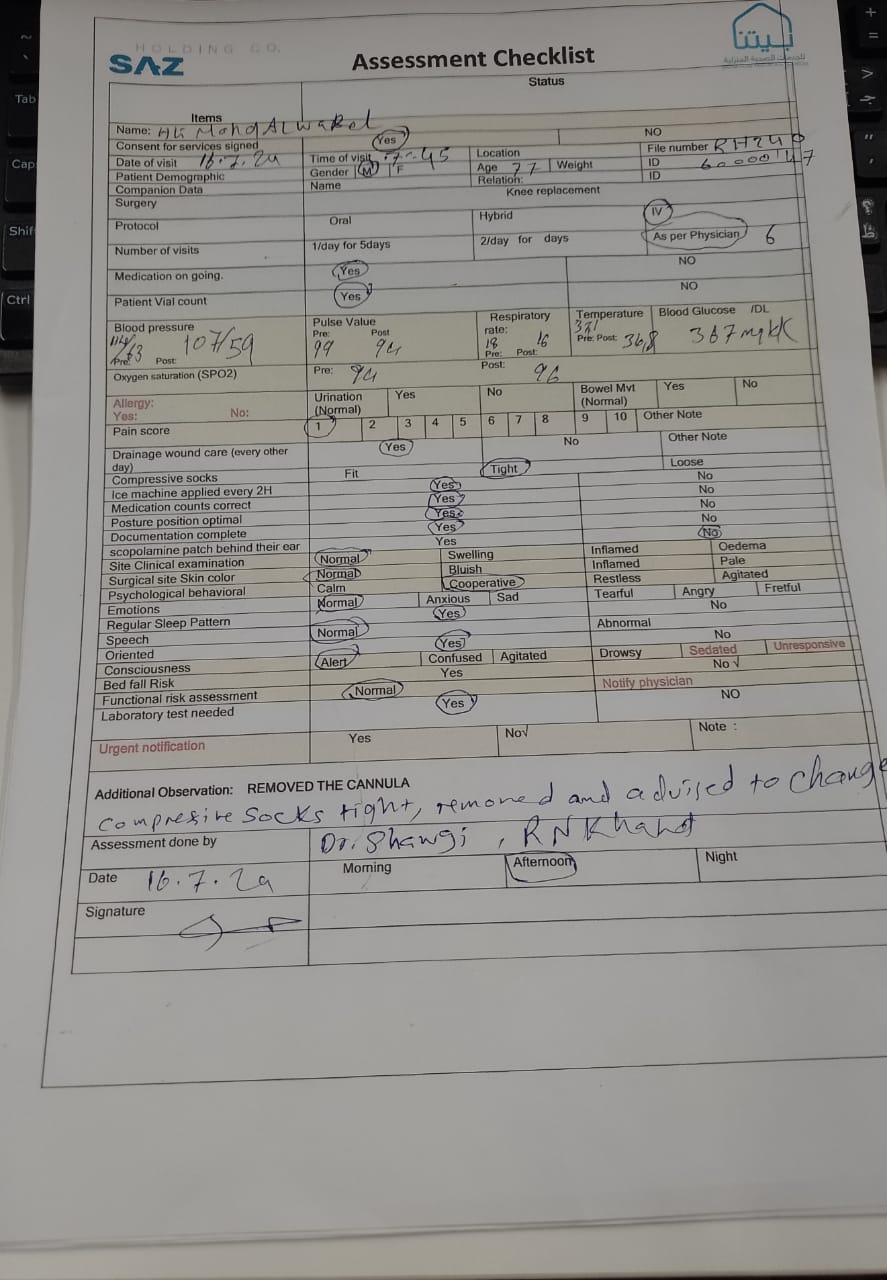 HOLDING CO.
SAZ
بيتنا
Assessment Checklist
Status
Items
Name: Mohd
Consent for services signed Yes NO
Date of visit 16.7.24 Time of visit Location File number RH240
Patient Demographic Gender M F Age 77 Weight ID
Companion Data Name Relation: ID
Surgery Knee replacement
Protocol Oral Hybrid IV
Number of visits 1/day for 5days 2/day for days As per Physician 6
Medication on going. Yes NO
Patient Vial count Yes NO
Blood pressure Pulse Value Respiratory rate: Temperature Blood Glucose /DL
Pre: Post: 107/59 Pre: 99 Post 94 18 Pre: 16 Post: Pre: Post: 36,8 367
Oxygen saturation (SPO2) Pre: 94 Post: 96
Allergy: Yes: No: Urination (Normal) Yes No Bowel Mvt (Normal) Yes No
Pain score 1 2 3 4 5 6 7 8 9 10 Other Note
Drainage wound care (every other day) Yes No Other Note
Compressive socks Fit Tight Loose
Ice machine applied every 2H Yes No
Medication counts correct Yes No
Posture position optimal Yes No
Documentation complete Yes No
scopolamine patch behind their ear Yes No
Site Clinical examination Normal Swelling Inflamed Oedema
Surgical site Skin color Normal Bluish Inflamed Pale
Psychological behavioral Calm Cooperative Restless Agitated
Emotions Normal Anxious Sad Tearful Angry Fretful
Regular Sleep Pattern Yes No
Speech Normal Abnormal
Oriented Yes No
Consciousness Alert Confused Agitated Drowsy Sedated Unresponsive
Bed fall Risk Yes No √
Functional risk assessment Normal Notify physician
Laboratory test needed Yes NO
Urgent notification Yes No√ Note :
Additional Observation: REMOVED THE CANNULA
Compressive socks tight, removed and advised to change
Assessment done by Dr. Shawgi , RN
Date 16.7.24 Morning Afternoon Night
Signature